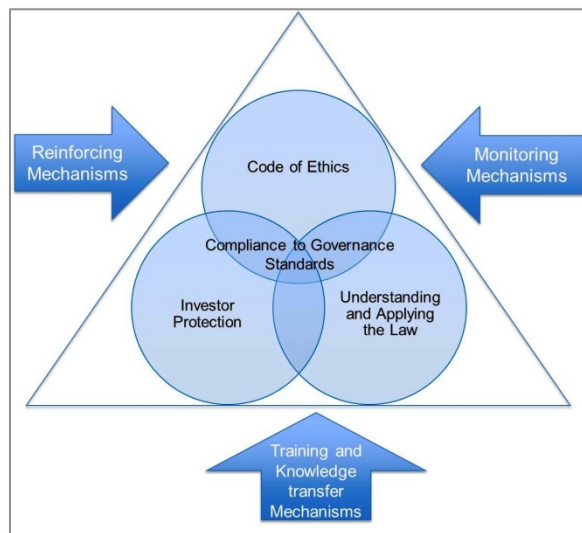 Code of Ethics
Reinforcing
Mechanisms
Monitoring
Mechanisms
Compliance to Governance
Standards
Investor
Protection
Understanding
and Applying
the Law
Training and
Knowledge
transfer
Mechanisms